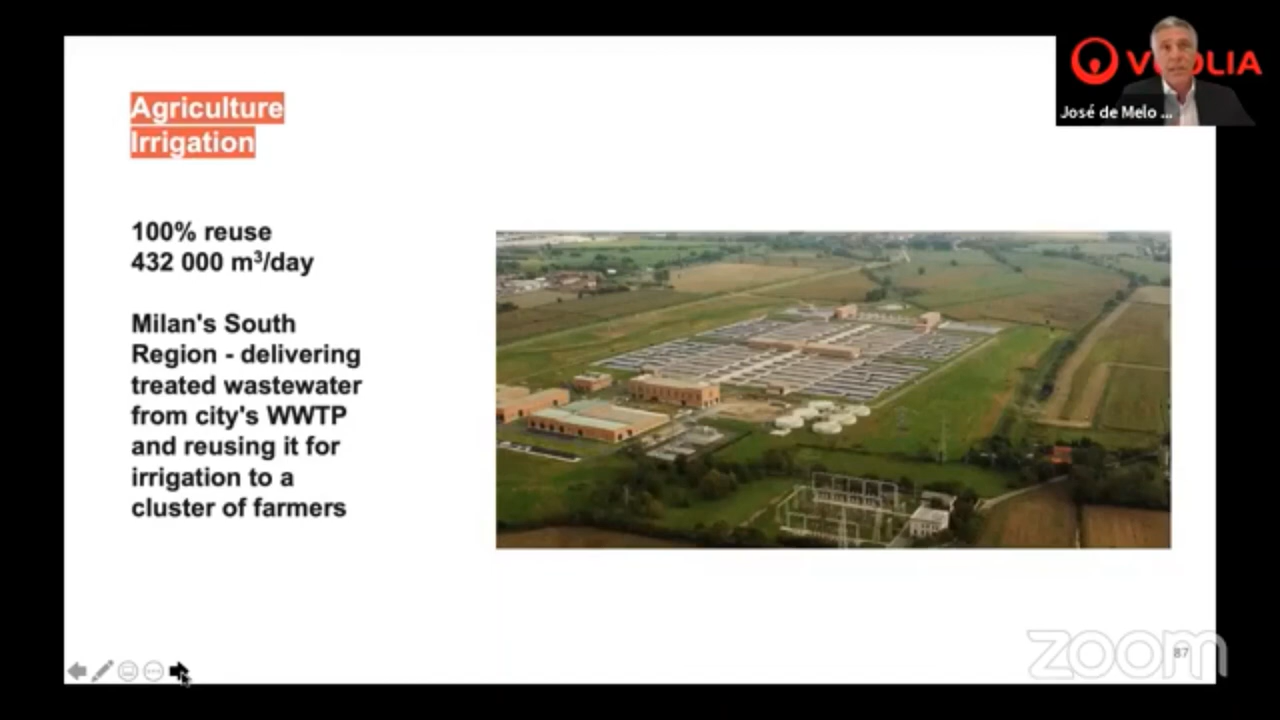 Agriculture
Irrigation
100% reuse
432 000 m³/day
Milan's South
Region - delivering
treated wastewater
from city's WWTP
and reusing it for
irrigation to a
cluster of farmers
José de Melo ...
zoom
87